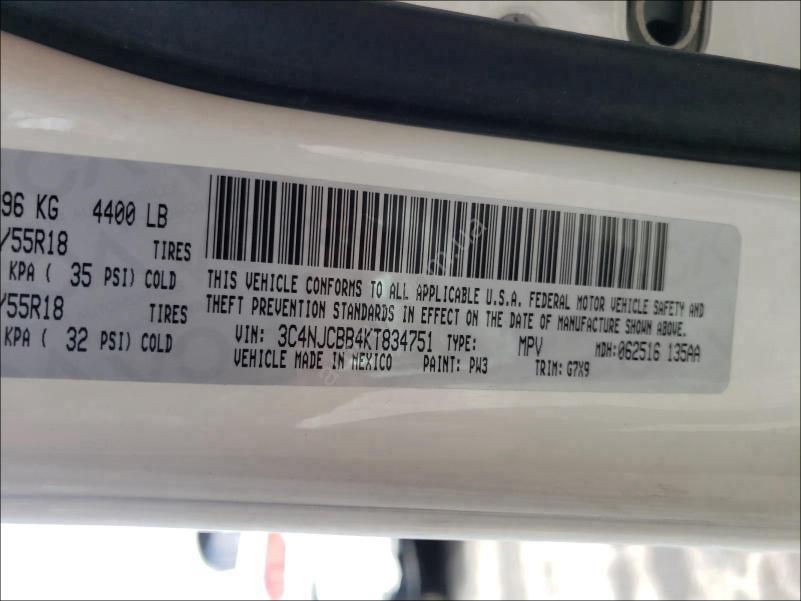 96 KG 4400 LB
/55R18 TIRES
KPA ( 35 PSI) COLD
/55R18 TIRES
KPA ( 32 PSI) COLD
THIS VEHICLE CONFORMS TO ALL APPLICABLE U.S.A. FEDERAL MOTOR VEHICLE SAFETY AND
THEFT PREVENTION STANDARDS IN EFFECT ON THE DATE OF MANUFACTURE SHOWN ABOVE.
VIN: 3C4NJCBB4KT834751 TYPE: MPV MDH:062516 135AA
VEHICLE MADE IN MEXICO PAINT: PW3 TRIM: G7X9